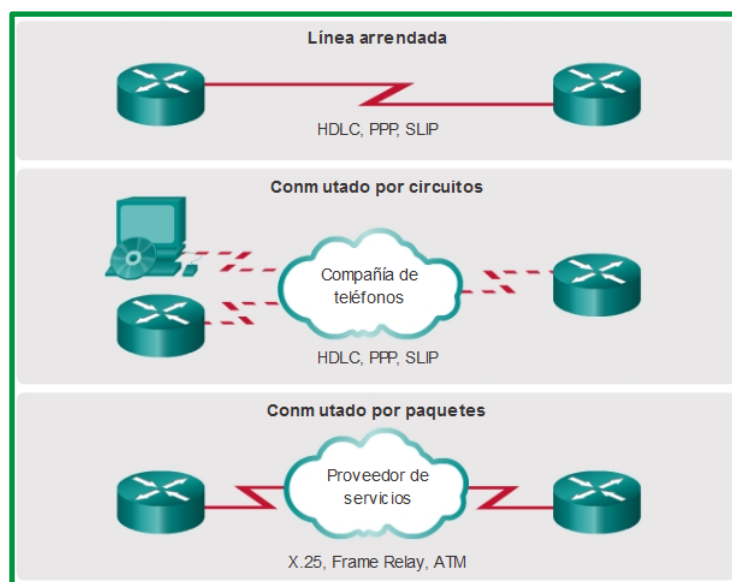 Línea arrendada
HDLC, PPP, SLIP
Conm utado por circuitos
Compañía de
teléfonos
HDLC, PPP, SLIP
Conm utado por paquetes
Proveedor de
servicios
X.25, Frame Relay, ATM